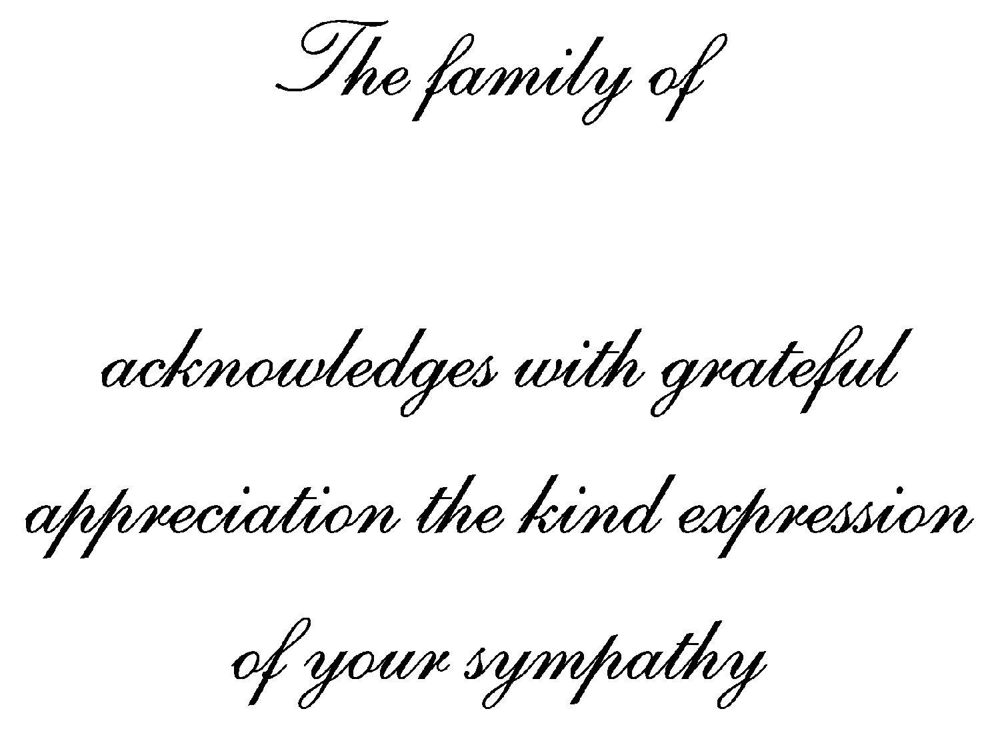 The family of
acknowledges with grateful
appreciation the kind expression
of your sympathy